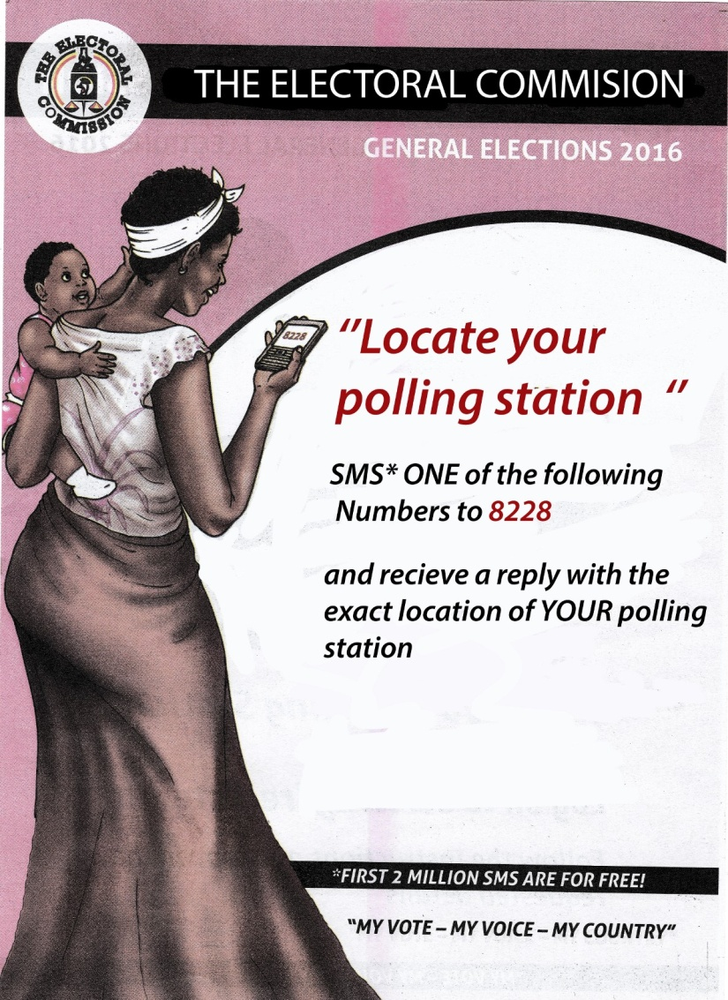 THE ELECTORAL COMMISSION
THE ELECTORAL COMMISION
GENERAL ELECTIONS 2016
8228
‘’Locate your
polling station ‘’
SMS* ONE of the following
Numbers to 8228
and recieve a reply with the
exact location of YOUR polling
station
*FIRST 2 MILLION SMS ARE FOR FREE!
“MY VOTE – MY VOICE – MY COUNTRY”